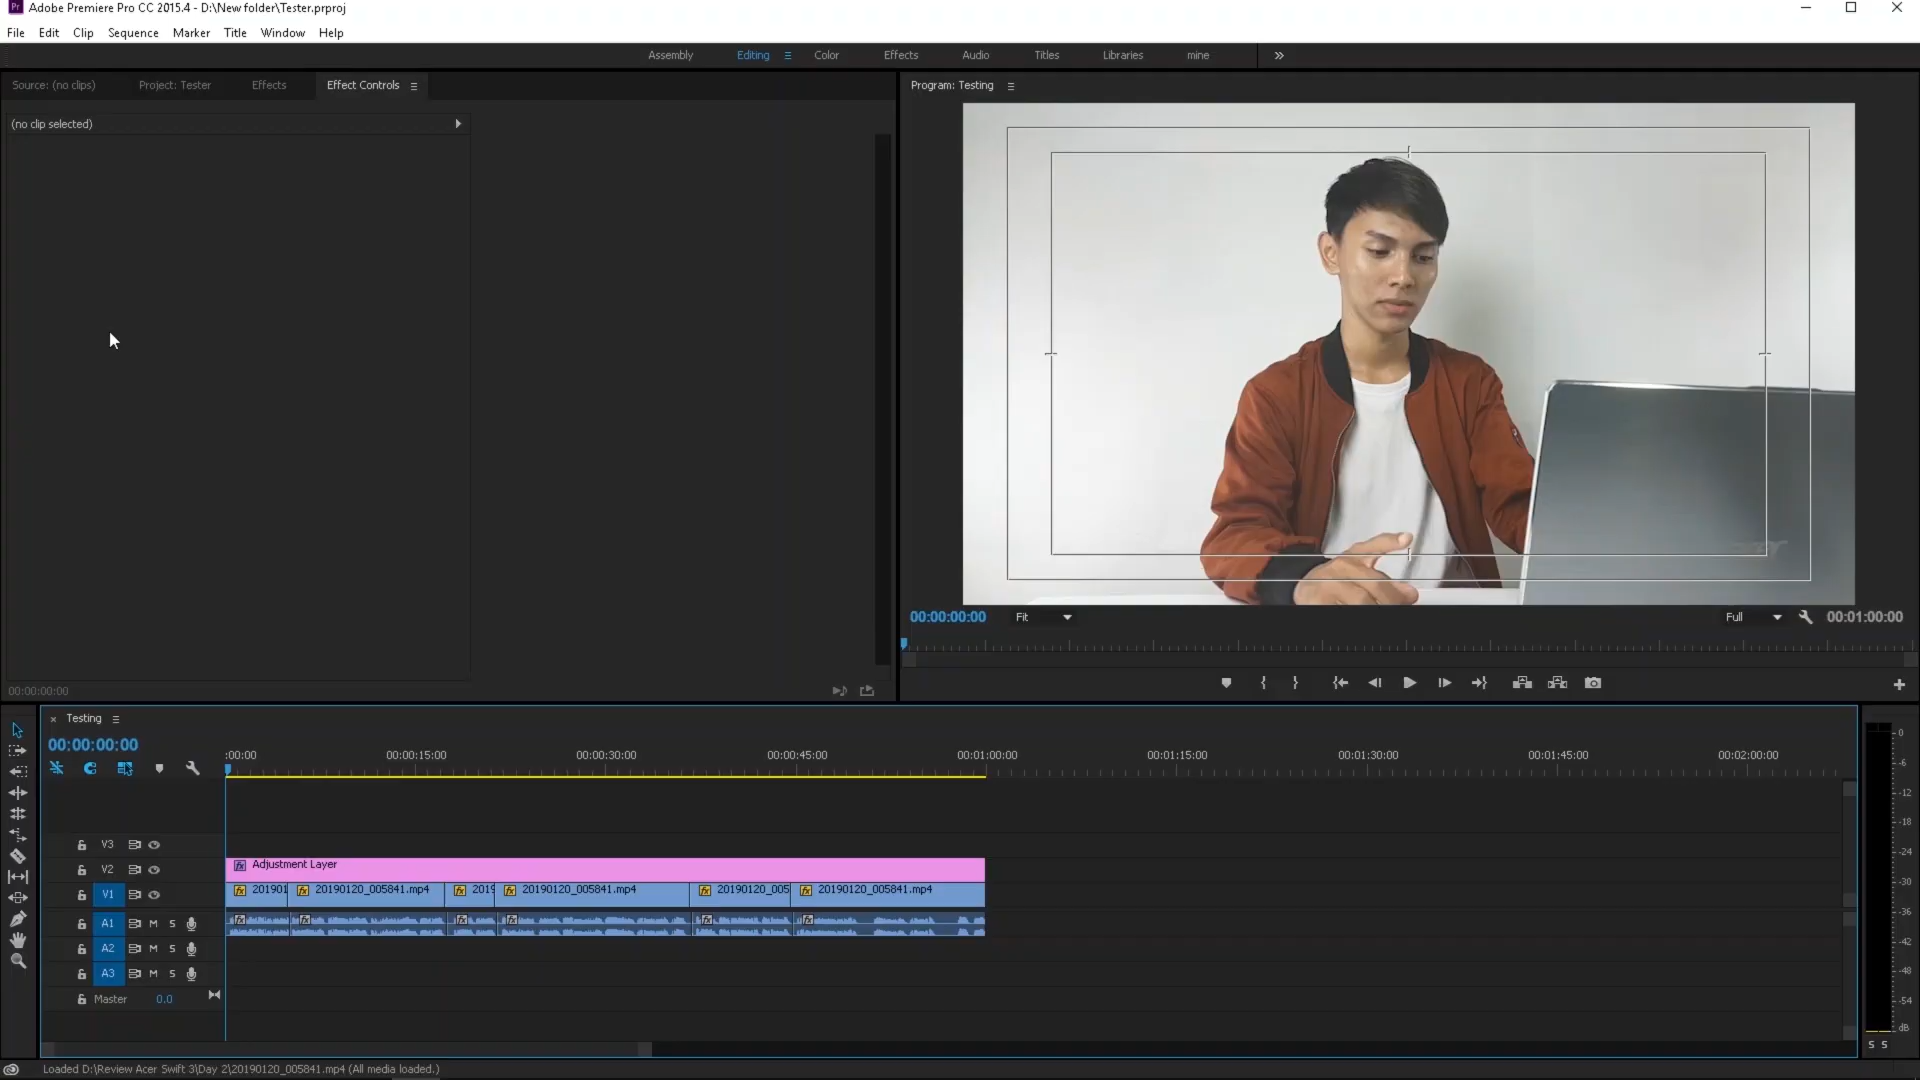 Adobe Premiere Pro CC 2015.4 - D:\New folder\Tester.prproj
File Edit Clip Sequence Marker Title Window Help
Assembly Editing Color Effects Audio Titles Libraries mine
Source: (no clips) Project: Tester Effects Effect Controls
Program: Testing
(no clip selected)
00:00:00:00 Fit Full 00:01:00:00
00:00:00:00
Testing
00:00:00:00
:00:00 00:00:15:00 00:00:30:00 00:00:45:00 00:01:00:00 00:01:15:00 00:01:30:00 00:01:45:00 00:02:00:00
V3
V2 Adjustment Layer
V1 201901 20190120_005841.mp4 2019 20190120_005841.mp4 20190120_005 20190120_005841.mp4
A1 M S
A2 M S
A3 M S
Master 0.0
0
-6
-12
-18
-24
-30
-36
-42
-48
-54
dB
S S
Loaded D:\Review Acer Swift 3\Day 2\20190120_005841.mp4 (All media loaded.)